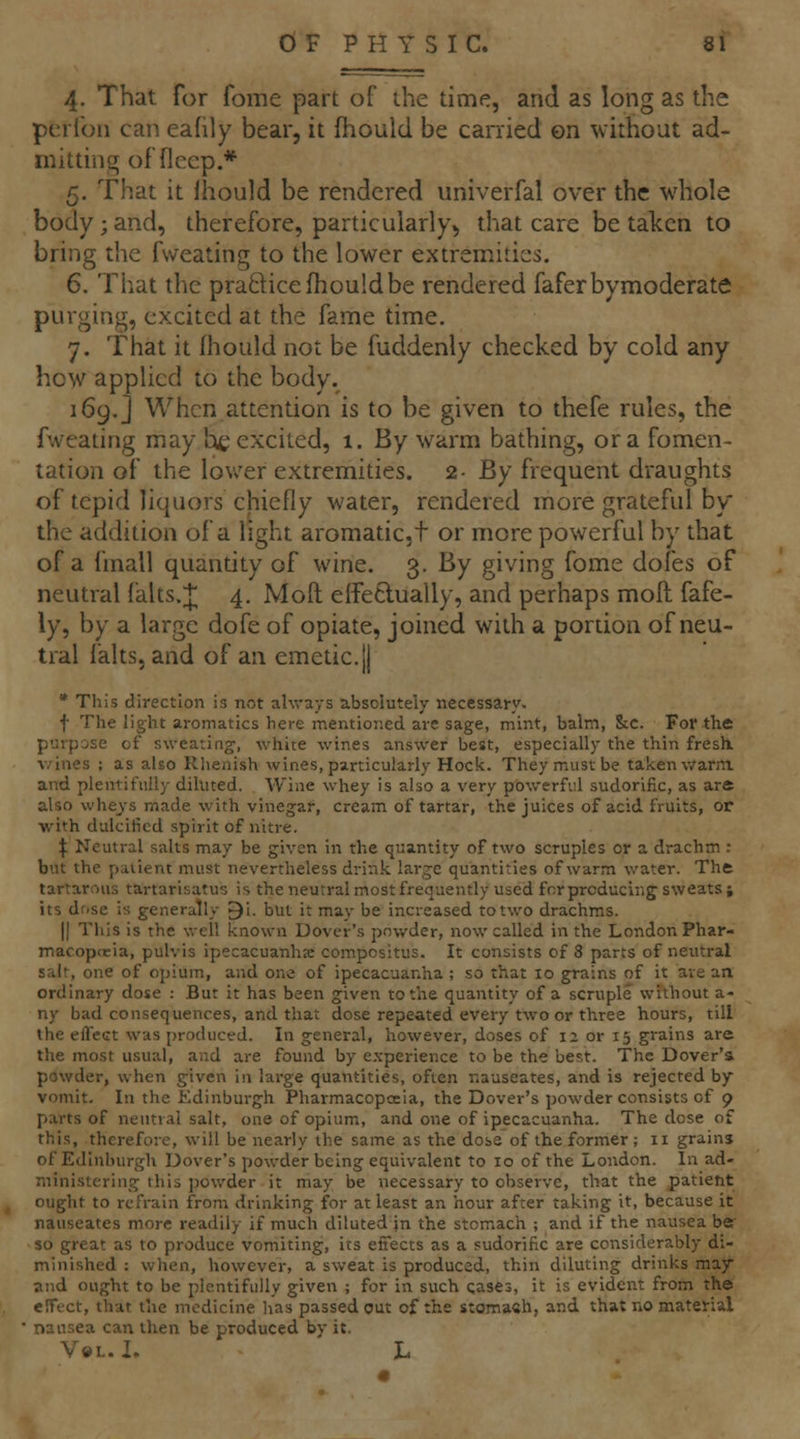 OF PHYSIC. 81
4. That for ſome part of the time, and as long as the
perſon can eaſily bear, it ſhould be carried on without ad-
mitting of ſleep.*
5. That it ſhould be rendered univerſal over the whole
body; and, therefore, particularly, that care be taken to
bring the ſweating to the lower extremities.
6. That the practice ſhould be rendered ſafer by moderate
purging, excited at the ſame time.
7. That it ſhould not be ſuddenly checked by cold any
how applied to the body.
169.] When attention is to be given to theſe rules, the
ſweating may be excited, 1. By warm bathing, or a fomen-
tation of the lower extremities. 2. By frequent draughts
of tepid liquors chiefly water, rendered more grateful by
the addition of a light aromatic,† or more powerful by that
of a ſmall quantity of wine. 3. By giving ſome doſes of
neutral ſalts.‡ 4. Moſt effectually, and perhaps moſt ſafe-
ly, by a large doſe of opiate, joined with a portion of neu-
tral ſalts, and of an emetic.||
* This direction is not always absolutely necessary.
† The light aromatics here mentioned are sage, mint, balm, &c. For the
purpose of sweating, white wines answer best, especially the thin fresh
wines; as also Rhenish wines, particularly Hock. They must be taken warm
and plentifully diluted. Wine whey is also a very powerful sudorific, as are
also wheys made with vinegar, cream of tartar, the juices of acid fruits, or
with dulcified spirit of nitre.
‡ Neutral salts may be given in the quantity of two scruples or a drachm:
but the patient must nevertheless drink large quantities of warm water. The
tartarous tartarisatus is the neutral most frequently used for producing sweats;
its dose is generally ℈i. but it may be increased to two drachms.
|| This is the well known Dover's powder, now called in the London Phar-
macopœia, pulvis ipecacuanhæ compositus. It consists of 8 parts of neutral
salt, one of opium, and one of ipecacuanha; so that 10 grains of it are an
ordinary dose: But it has been given to the quantity of a scruple without a-
ny bad consequences, and that dose repeated every two or three hours, till
the effect was produced. In general, however, doses of 12 or 15 grains are
the most usual, and are found by experience to be the best. The Dover's
powder, when given in large quantities, often nauseates, and is rejected by
vomit. In the Edinburgh Pharmacopœia, the Dover's powder consists of 9
parts of neutral salt, one of opium, and one of ipecacuanha. The dose of
this, therefore, will be nearly the same as the dose of the former; 11 grains
of Edinburgh Dover's powder being equivalent to 10 of the London. In ad-
ministering this powder it may be necessary to observe, that the patient
ought to refrain from drinking for at least an hour after taking it, because it
nauseates more readily if much diluted in the stomach; and if the nausea be
so great as to produce vomiting, its effects as a sudorific are considerably di-
minished: when, however, a sweat is produced, thin diluting drinks may
and ought to be plentifully given; for in such cases, it is evident from the
effect, that the medicine has passed out of the stomach, and that no material
nausea can then be produced by it.
VOL. I. L